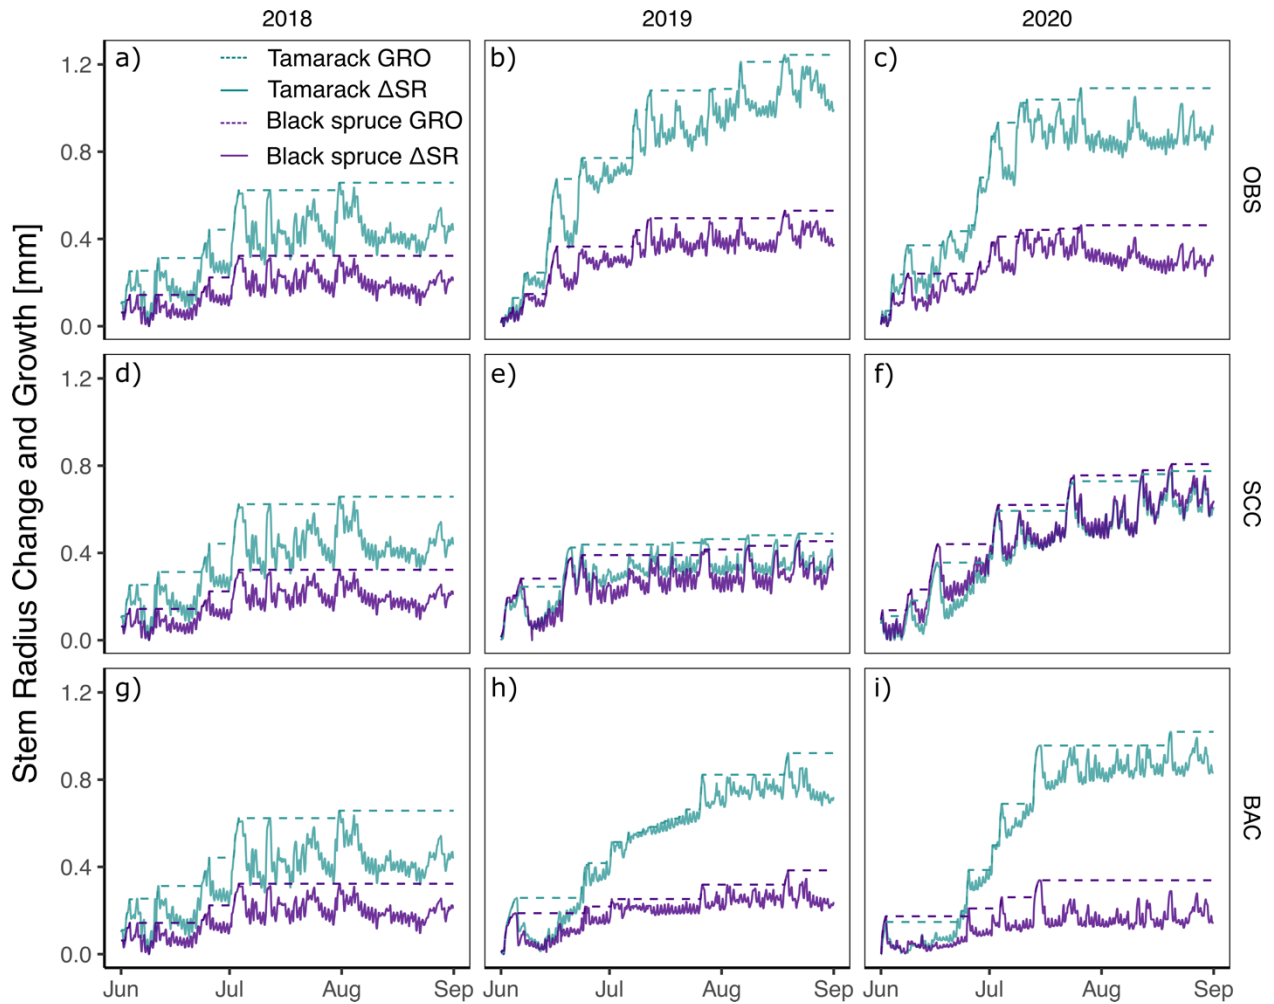 2018 2019 2020
a) b) c)
Tamarack GRO
Tamarack ΔSR
Black spruce GRO
Black spruce ΔSR
1.2
0.8
0.4
0.0
OBS
d) e) f)
1.2
0.8
0.4
0.0
SCC
g) h) i)
1.2
0.8
0.4
0.0
BAC
Jun Jul Aug Sep Jun Jul Aug Sep Jun Jul Aug Sep
Stem Radius Change and Growth [mm]